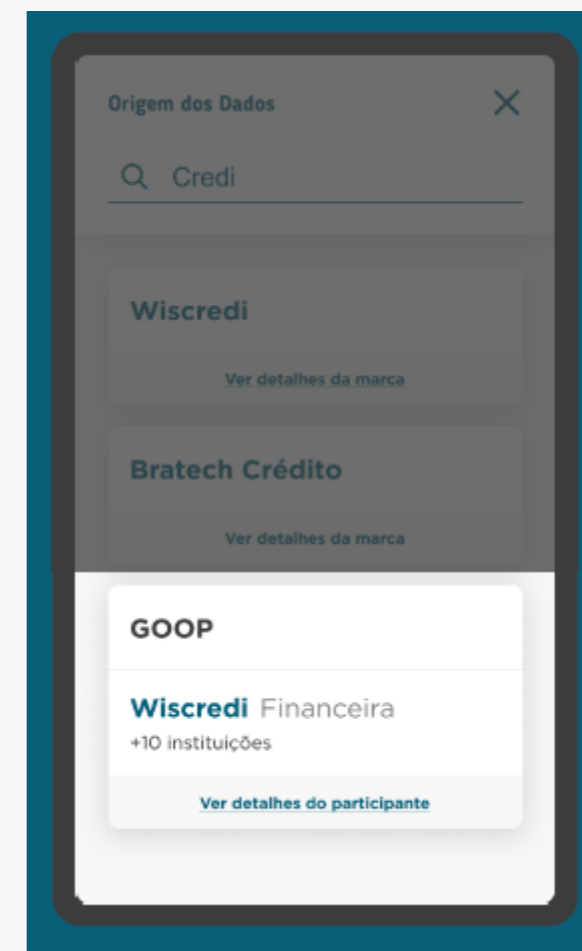 Origem dos Dados
Credi
Wiscredi
Ver detalhes da marca
Bratech Crédito
Ver detalhes da marca
GOOP
Wiscredi Financeira
+10 instituições
Ver detalhes do participante